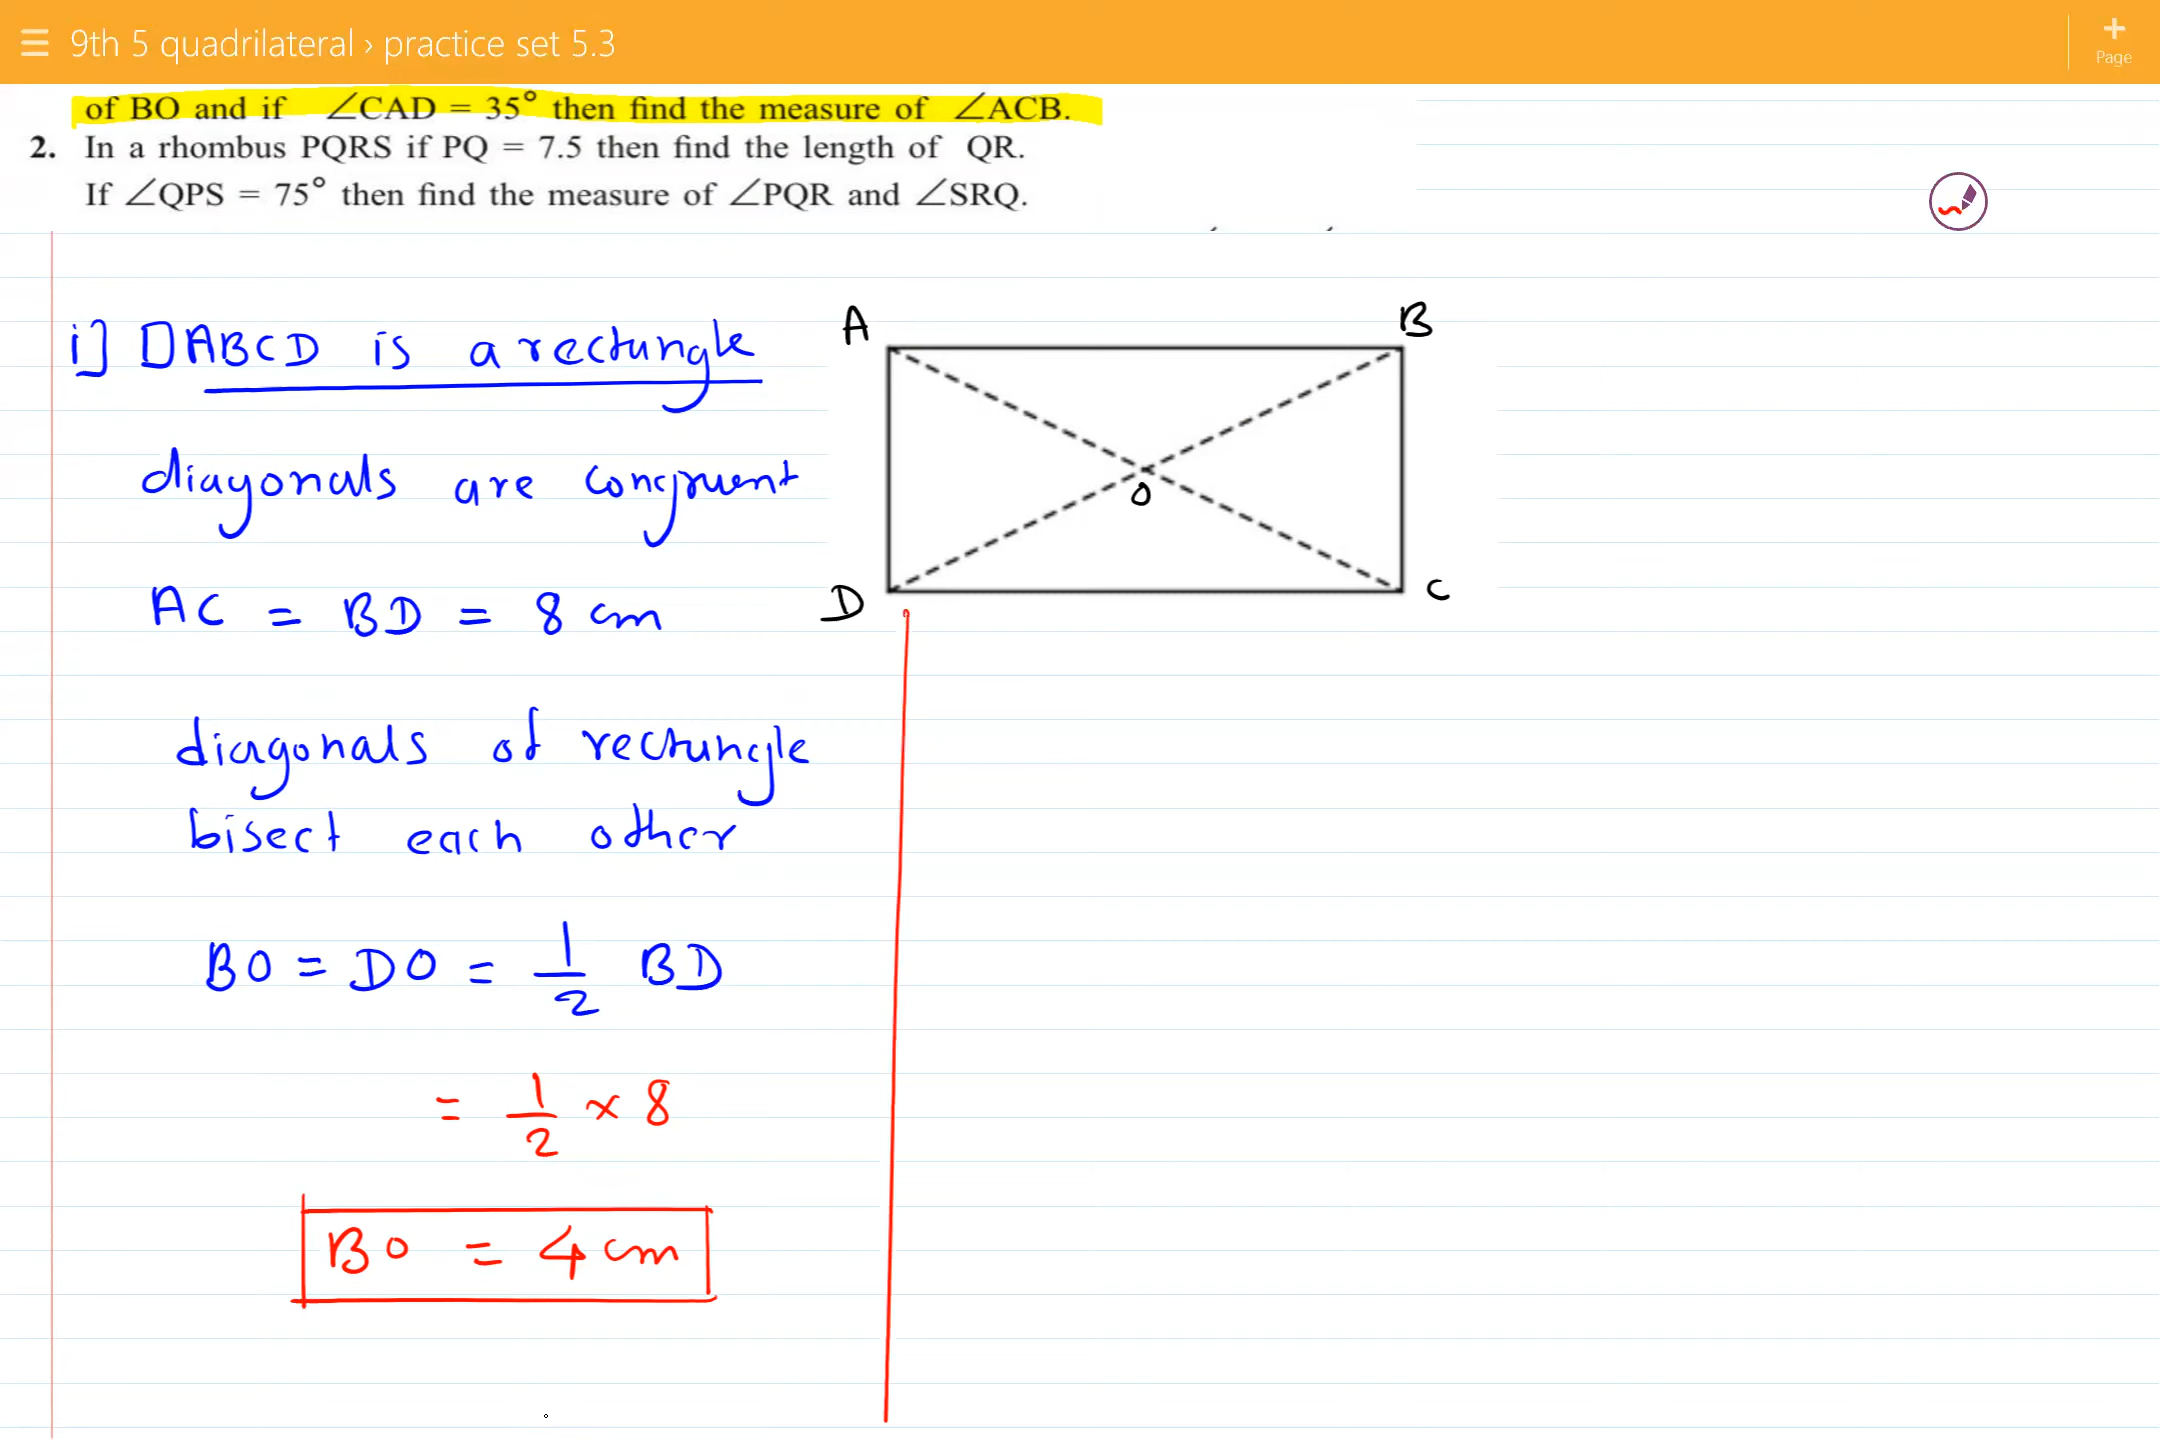 9th 5 quadrilateral › practice set 5.3
Page
of BO and if ∠CAD = 35° then find the measure of ∠ACB.
2. In a rhombus PQRS if PQ = 7.5 then find the length of QR.
If ∠QPS = 75° then find the measure of ∠PQR and ∠SRQ.
i] □ABCD is a rectangle
diagonals are congruent
AC = BD = 8 cm
diagonals of rectangle
bisect each other
BO = DO = 1/2 BD
= 1/2 × 8
BO = 4 cm
A
B
O
D
C